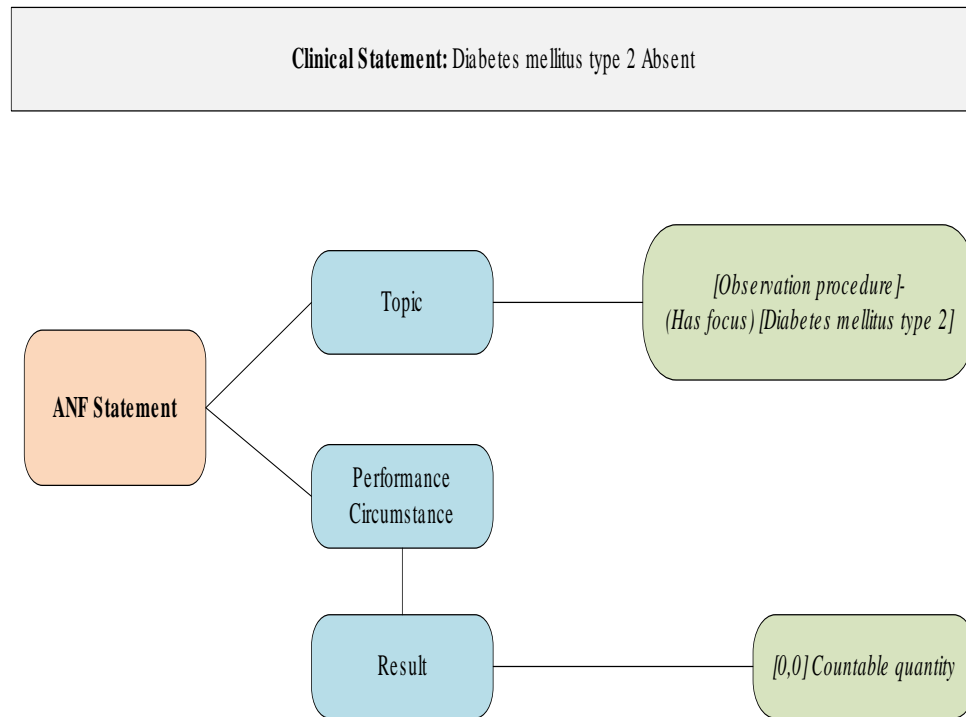 Clinical Statement: Diabetes mellitus type 2 Absent
[Observation procedure]-
(Has focus) [Diabetes mellitus type 2]
Topic
ANF Statement
Performance
Circumstance
Result
[0,0] Countable quantity